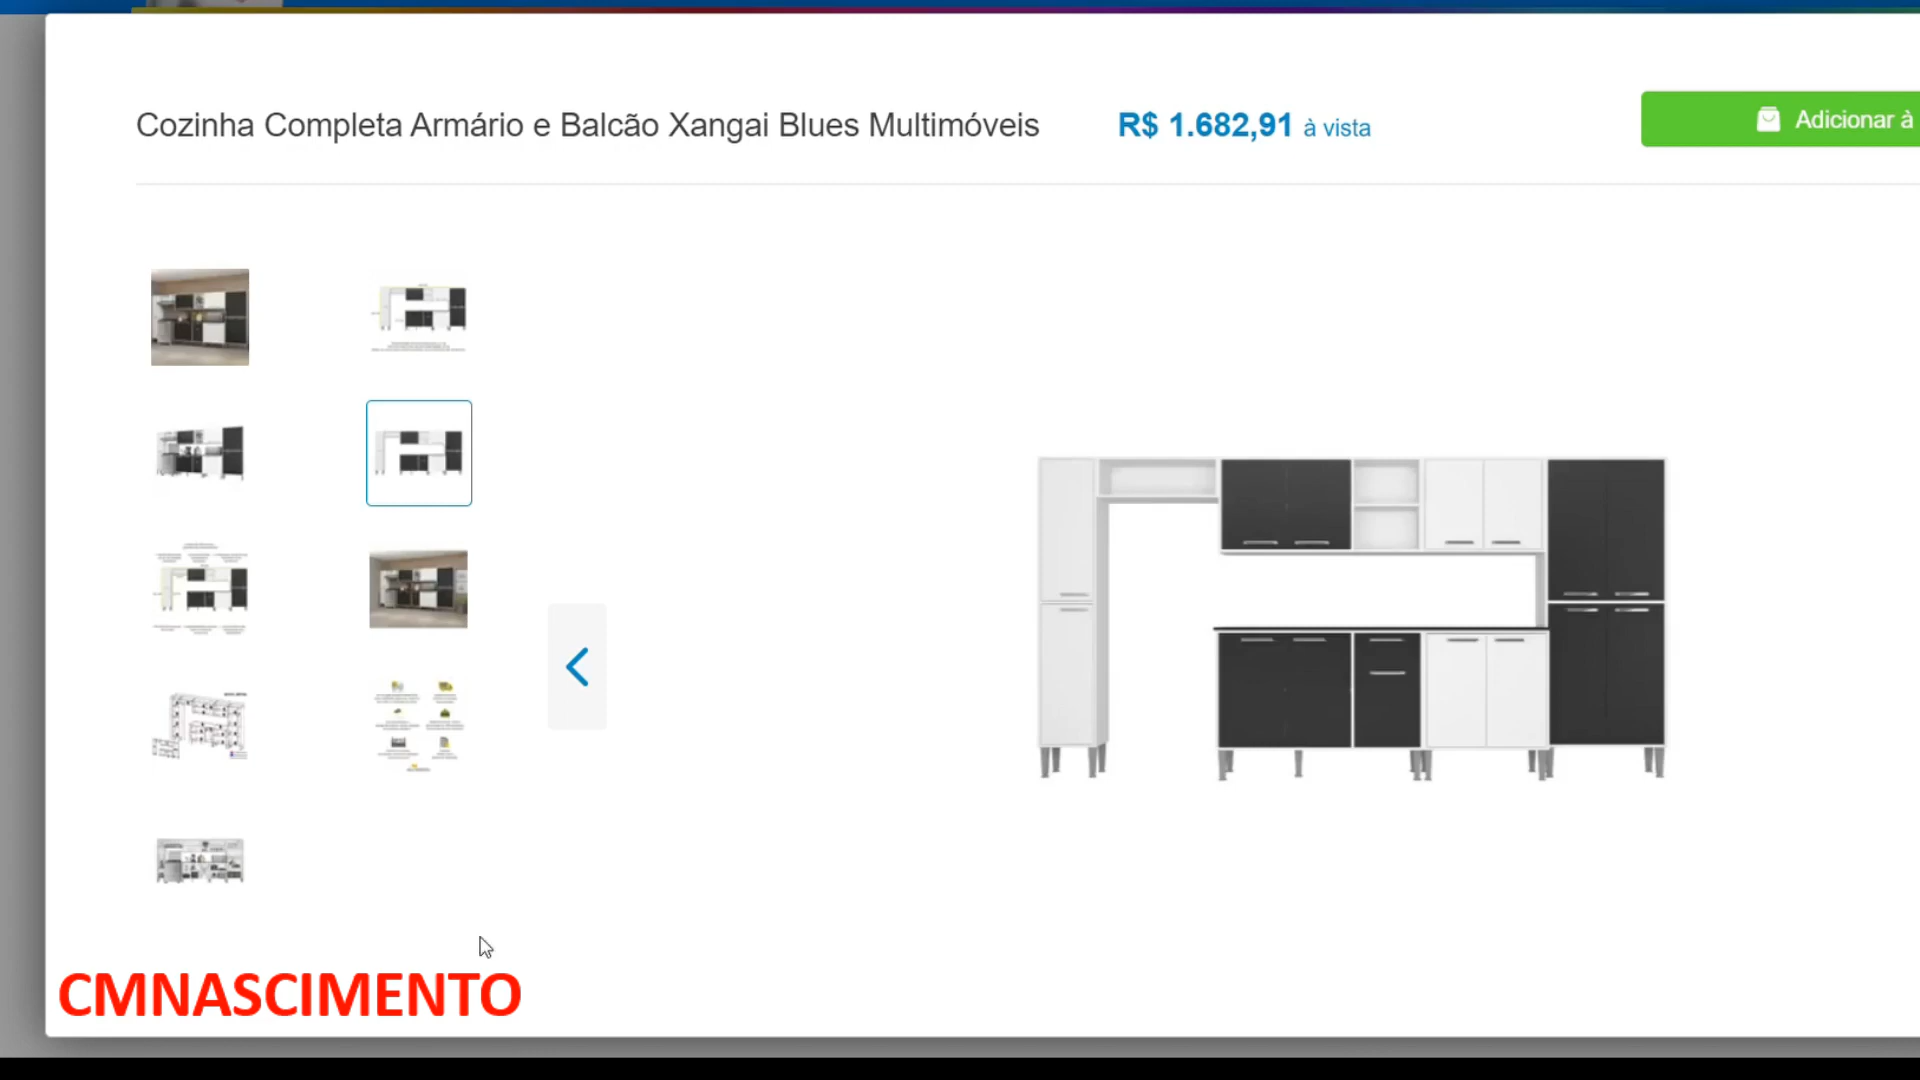 Cozinha Completa Armário e Balcão Xangai Blues Multimóveis
R$ 1.682,91 à vista
Adicionar à
CMNASCIMENTO